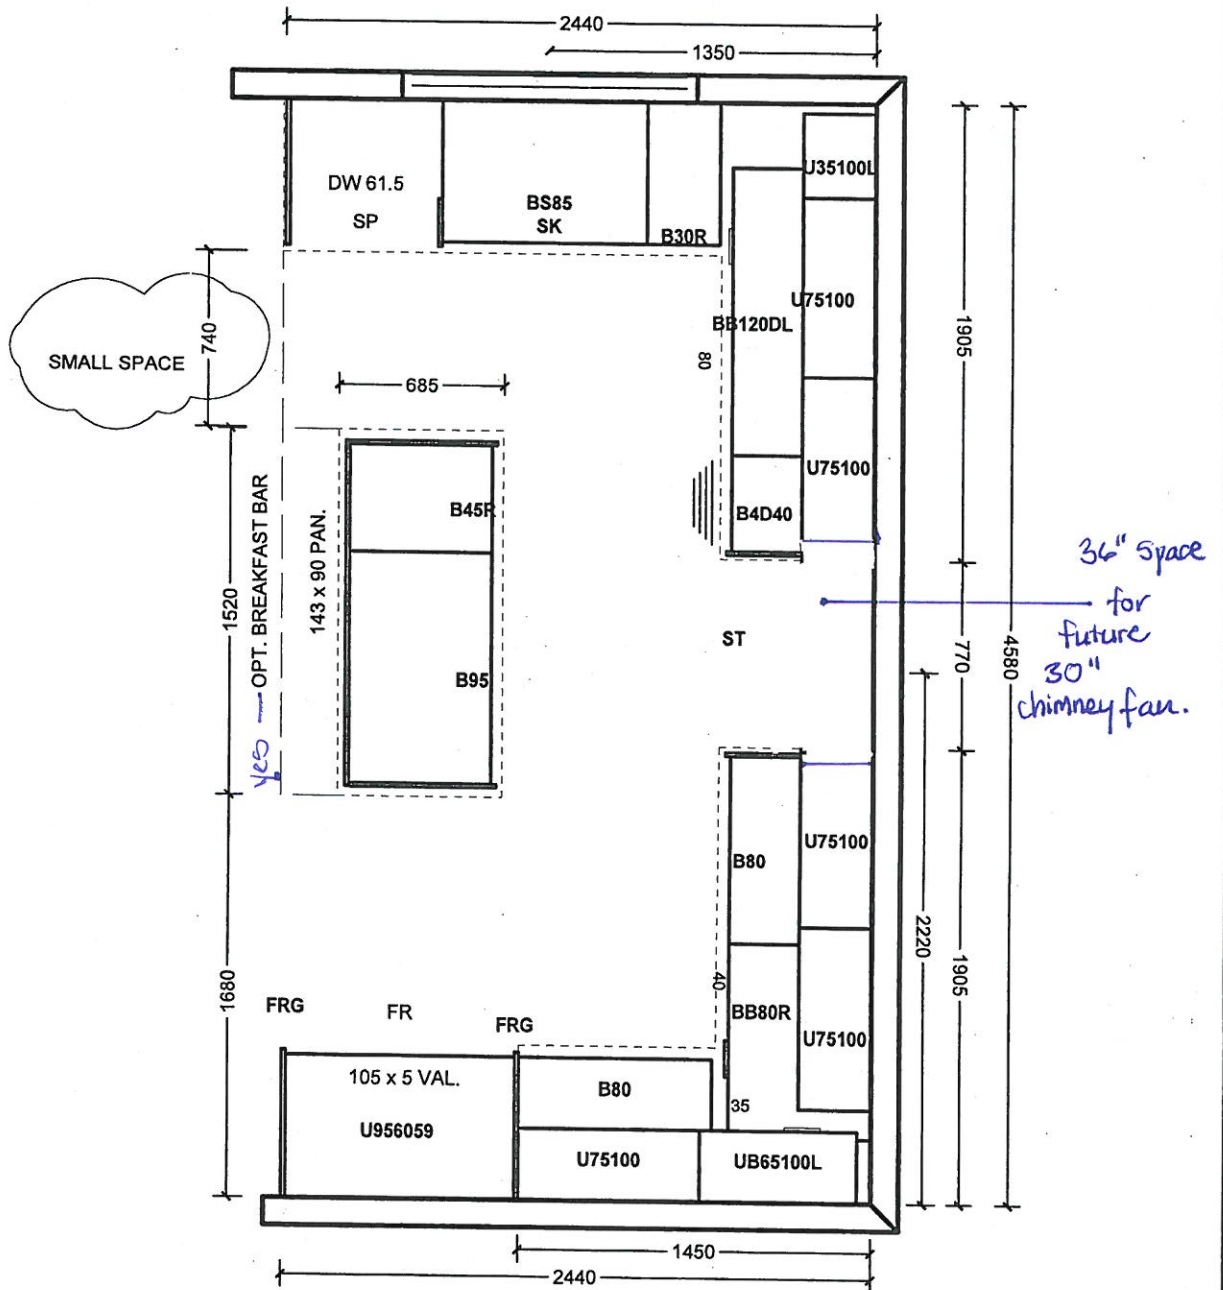 2440
1350
DW 61.5
SP
BS85
SK
B30R
U35100L
U75100
BB120DL
80
U75100
B4D40
1905
4580
740
SMALL SPACE
685
B45R
B95
143 x 90 PAN.
OPT. BREAKFAST BAR
yes
1520
ST
36" Space
for
future
30"
chimney fan.
770
2220
1905
U75100
B80
U75100
BB80R
40
35
1680
FRG
FR
FRG
105 x 5 VAL.
U956059
B80
U75100
UB65100L
1450
2440